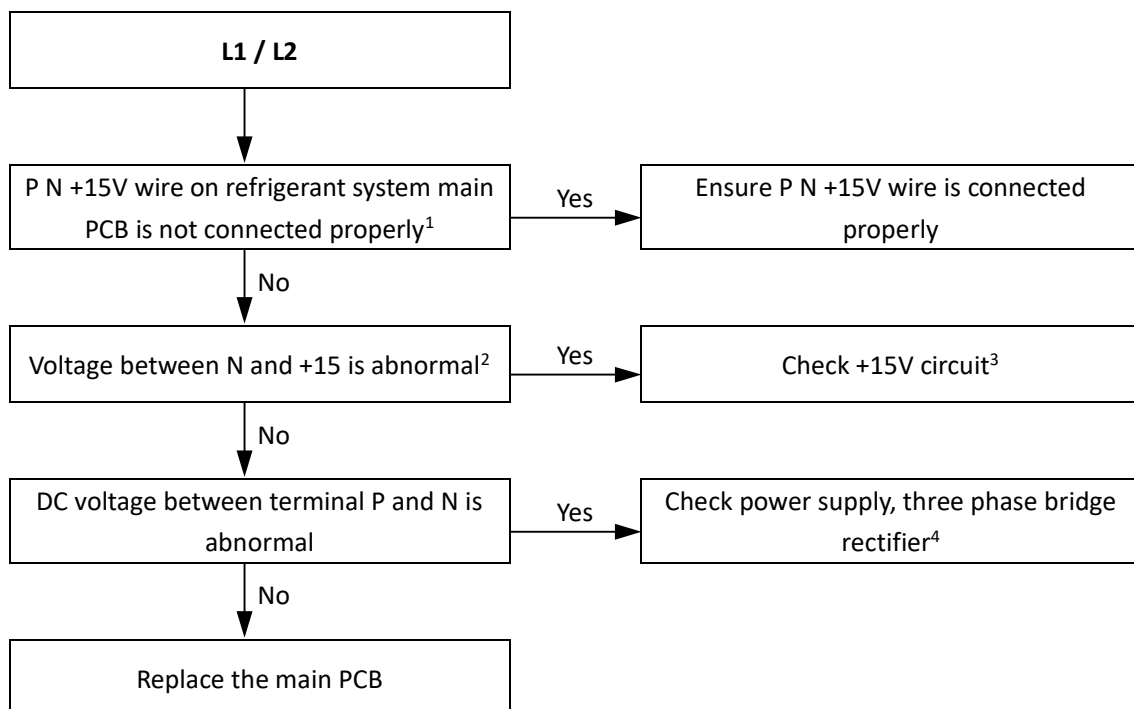 L1 / L2
P N +15V wire on refrigerant system main
PCB is not connected properly¹
Yes
Ensure P N +15V wire is connected
properly
No
Voltage between N and +15 is abnormal²
Yes
Check +15V circuit³
No
DC voltage between terminal P and N is
abnormal
Yes
Check power supply, three phase bridge
rectifier⁴
No
Replace the main PCB